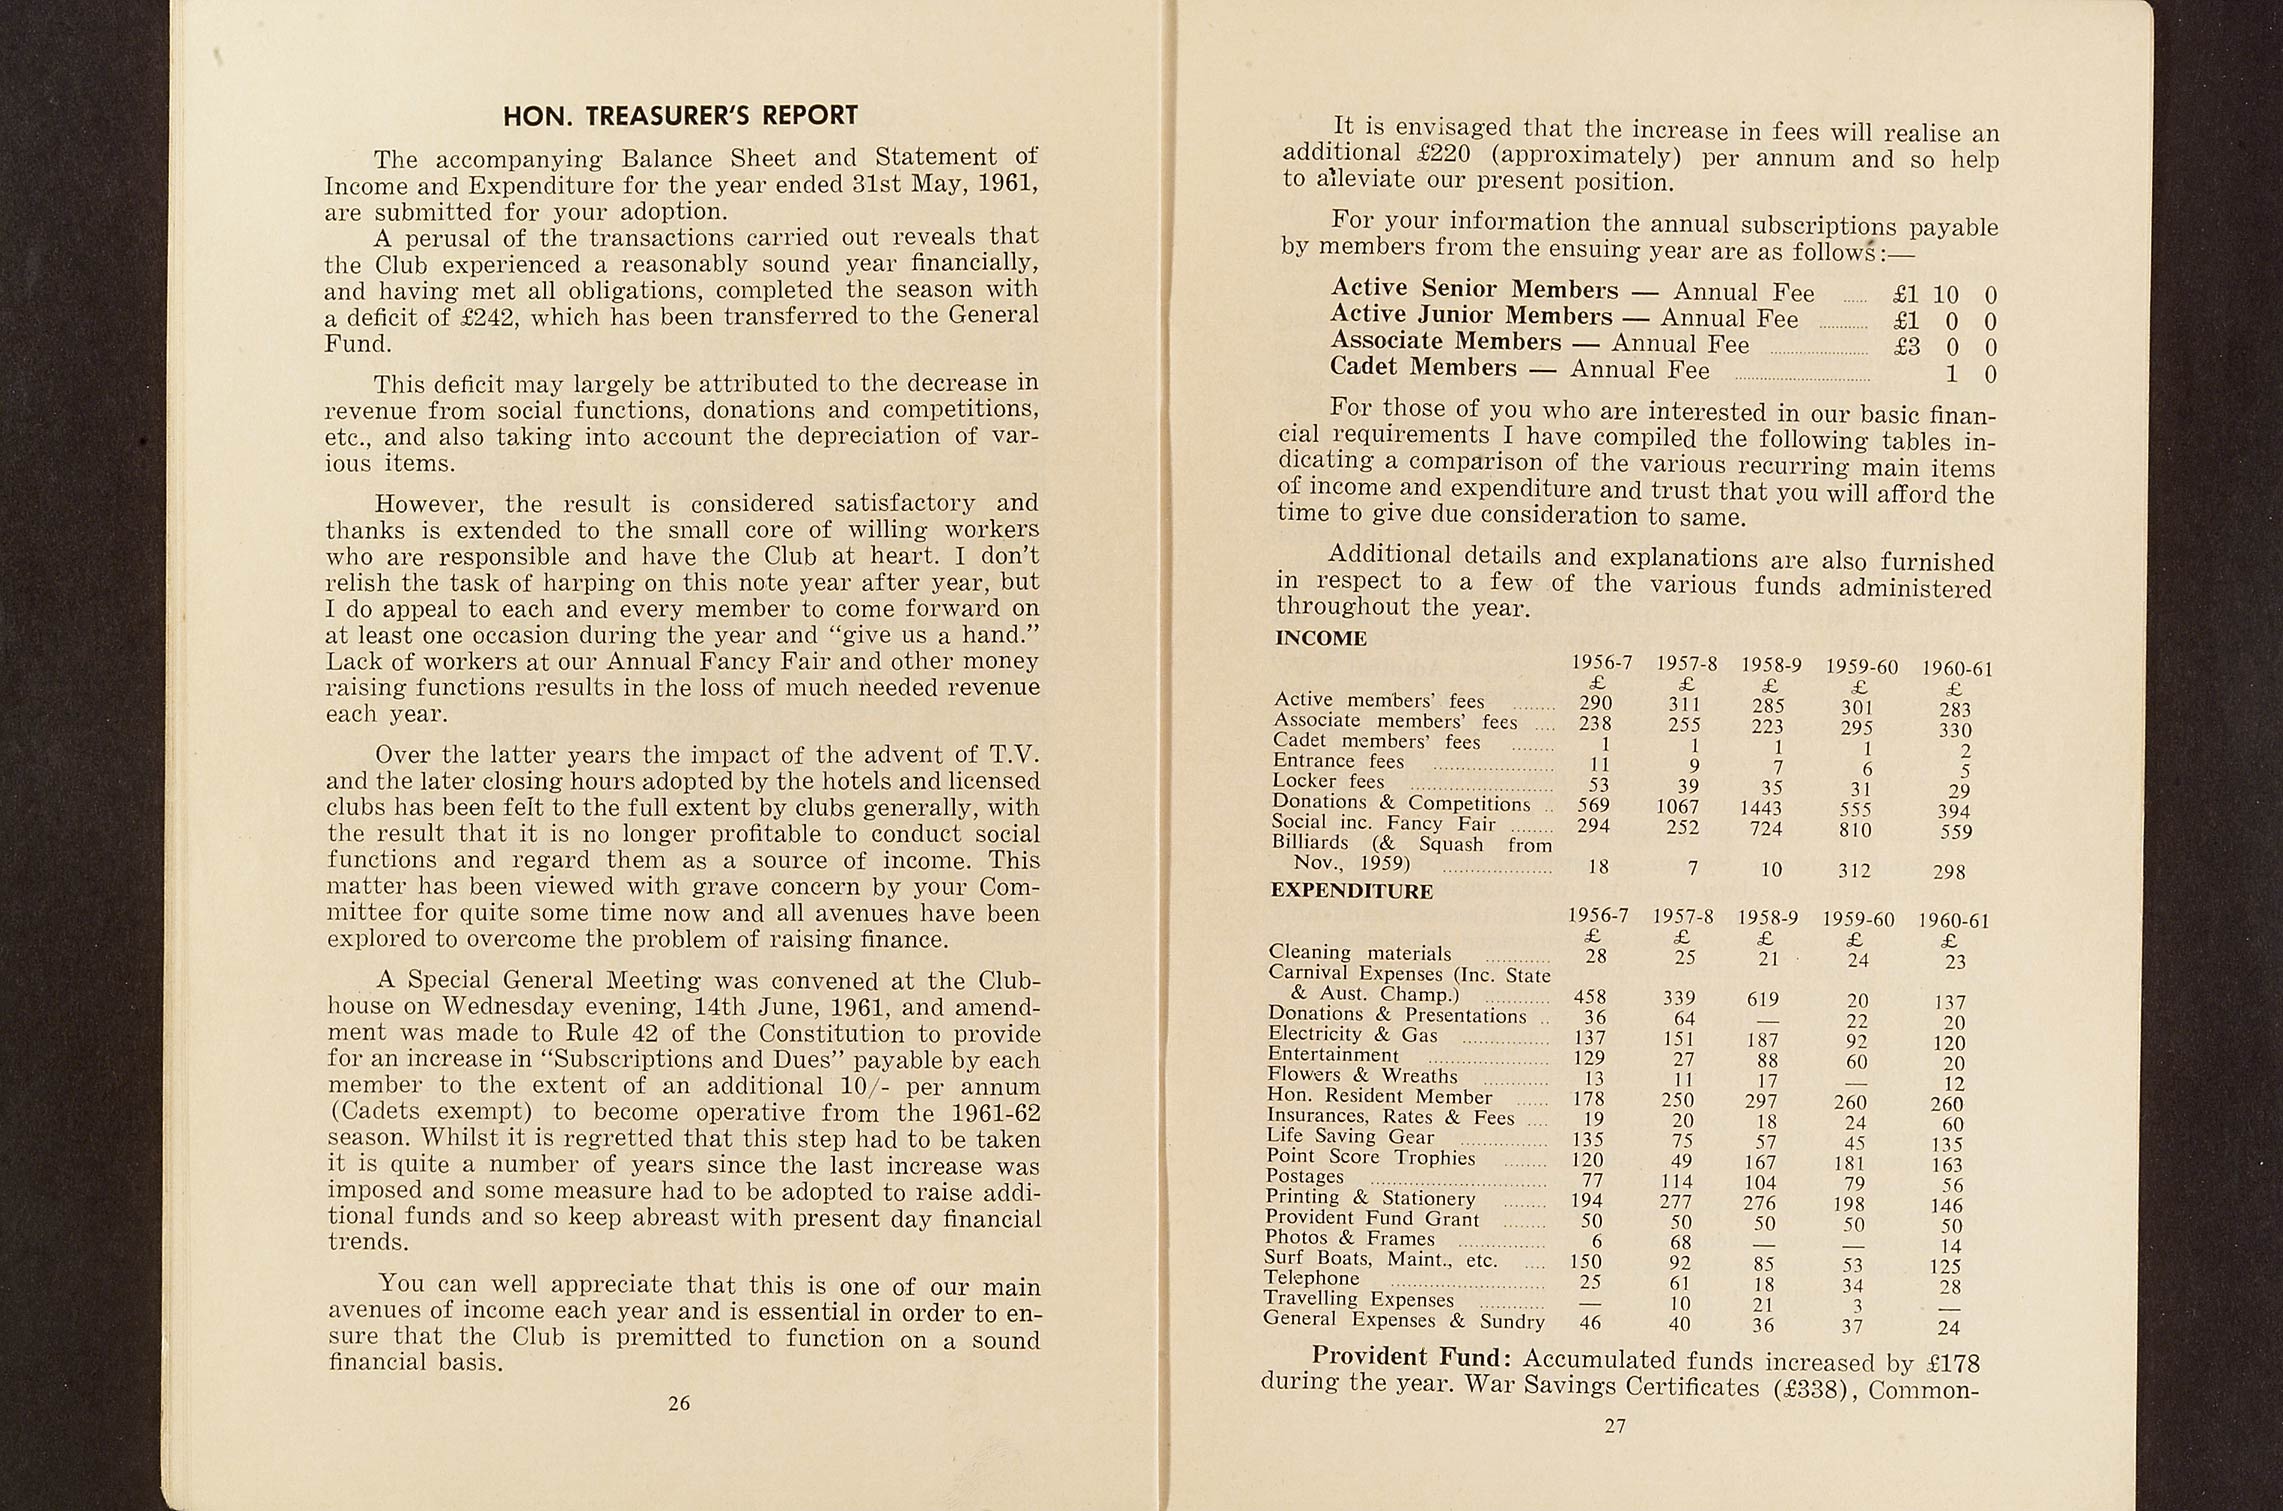 HON. TREASURER'S REPORT
The accompanying Balance Sheet and Statement of
Income and Expenditure for the year ended 31st May, 1961,
are submitted for your adoption.
A perusal of the transactions carried out reveals that
the Club experienced a reasonably sound year financially,
and having met all obligations, completed the season with
a deficit of £242, which has been transferred to the General
Fund.
This deficit may largely be attributed to the decrease in
revenue from social functions, donations and competitions,
etc., and also taking into account the depreciation of var-
ious items.
However, the result is considered satisfactory and
thanks is extended to the small core of willing workers
who are responsible and have the Club at heart. I don't
relish the task of harping on this note year after year, but
I do appeal to each and every member to come forward on
at least one occasion during the year and "give us a hand."
Lack of workers at our Annual Fancy Fair and other money
raising functions results in the loss of much needed revenue
each year.
Over the latter years the impact of the advent of T.V.
and the later closing hours adopted by the hotels and licensed
clubs has been felt to the full extent by clubs generally, with
the result that it is no longer profitable to conduct social
functions and regard them as a source of income. This
matter has been viewed with grave concern by your Com-
mittee for quite some time now and all avenues have been
explored to overcome the problem of raising finance.
A Special General Meeting was convened at the Club-
house on Wednesday evening, 14th June, 1961, and amend-
ment was made to Rule 42 of the Constitution to provide
for an increase in "Subscriptions and Dues" payable by each
member to the extent of an additional 10/- per annum
(Cadets exempt) to become operative from the 1961-62
season. Whilst it is regretted that this step had to be taken
it is quite a number of years since the last increase was
imposed and some measure had to be adopted to raise addi-
tional funds and so keep abreast with present day financial
trends.
You can well appreciate that this is one of our main
avenues of income each year and is essential in order to en-
sure that the Club is premitted to function on a sound
financial basis.
26
It is envisaged that the increase in fees will realise an
additional £220 (approximately) per annum and so help
to alleviate our present position.
For your information the annual subscriptions payable
by members from the ensuing year are as follows:—
Active Senior Members — Annual Fee ...... £1 10 0
Active Junior Members — Annual Fee ............ £1 0 0
Associate Members — Annual Fee ........................ £3 0 0
Cadet Members — Annual Fee .................................. 1 0
For those of you who are interested in our basic finan-
cial requirements I have compiled the following tables in-
dicating a comparison of the various recurring main items
of income and expenditure and trust that you will afford the
time to give due consideration to same.
Additional details and explanations are also furnished
in respect to a few of the various funds administered
throughout the year.
INCOME
1956-7 1957-8 1958-9 1959-60 1960-61
£ £ £ £ £
Active members' fees ........ 290 311 285 301 283
Associate members' fees .... 238 255 223 295 330
Cadet members' fees ........ 1 1 1 1 2
Entrance fees ........................ 11 9 7 6 5
Locker fees ............................ 53 39 35 31 29
Donations & Competitions .. 569 1067 1443 555 394
Social inc. Fancy Fair ........ 294 252 724 810 559
Billiards (& Squash from
Nov., 1959) ...................... 18 7 10 312 298
EXPENDITURE
1956-7 1957-8 1958-9 1959-60 1960-61
£ £ £ £ £
Cleaning materials ............ 28 25 21 24 23
Carnival Expenses (Inc. State
& Aust. Champ.) ............ 458 339 619 20 137
Donations & Presentations .. 36 64 — 22 20
Electricity & Gas ................ 137 151 187 92 120
Entertainment ........................ 129 27 88 60 20
Flowers & Wreaths ............ 13 11 17 — 12
Hon. Resident Member ...... 178 250 297 260 260
Insurances, Rates & Fees .... 19 20 18 24 60
Life Saving Gear ................ 135 75 57 45 135
Point Score Trophies ........ 120 49 167 181 163
Postages .................................. 77 114 104 79 56
Printing & Stationery ........ 194 277 276 198 146
Provident Fund Grant ........ 50 50 50 50 50
Photos & Frames ................ 6 68 — — 14
Surf Boats, Maint., etc. .... 150 92 85 53 125
Telephone .............................. 25 61 18 34 28
Travelling Expenses ............ — 10 21 3 —
General Expenses & Sundry 46 40 36 37 24
Provident Fund: Accumulated funds increased by £178
during the year. War Savings Certificates (£338), Common-
27